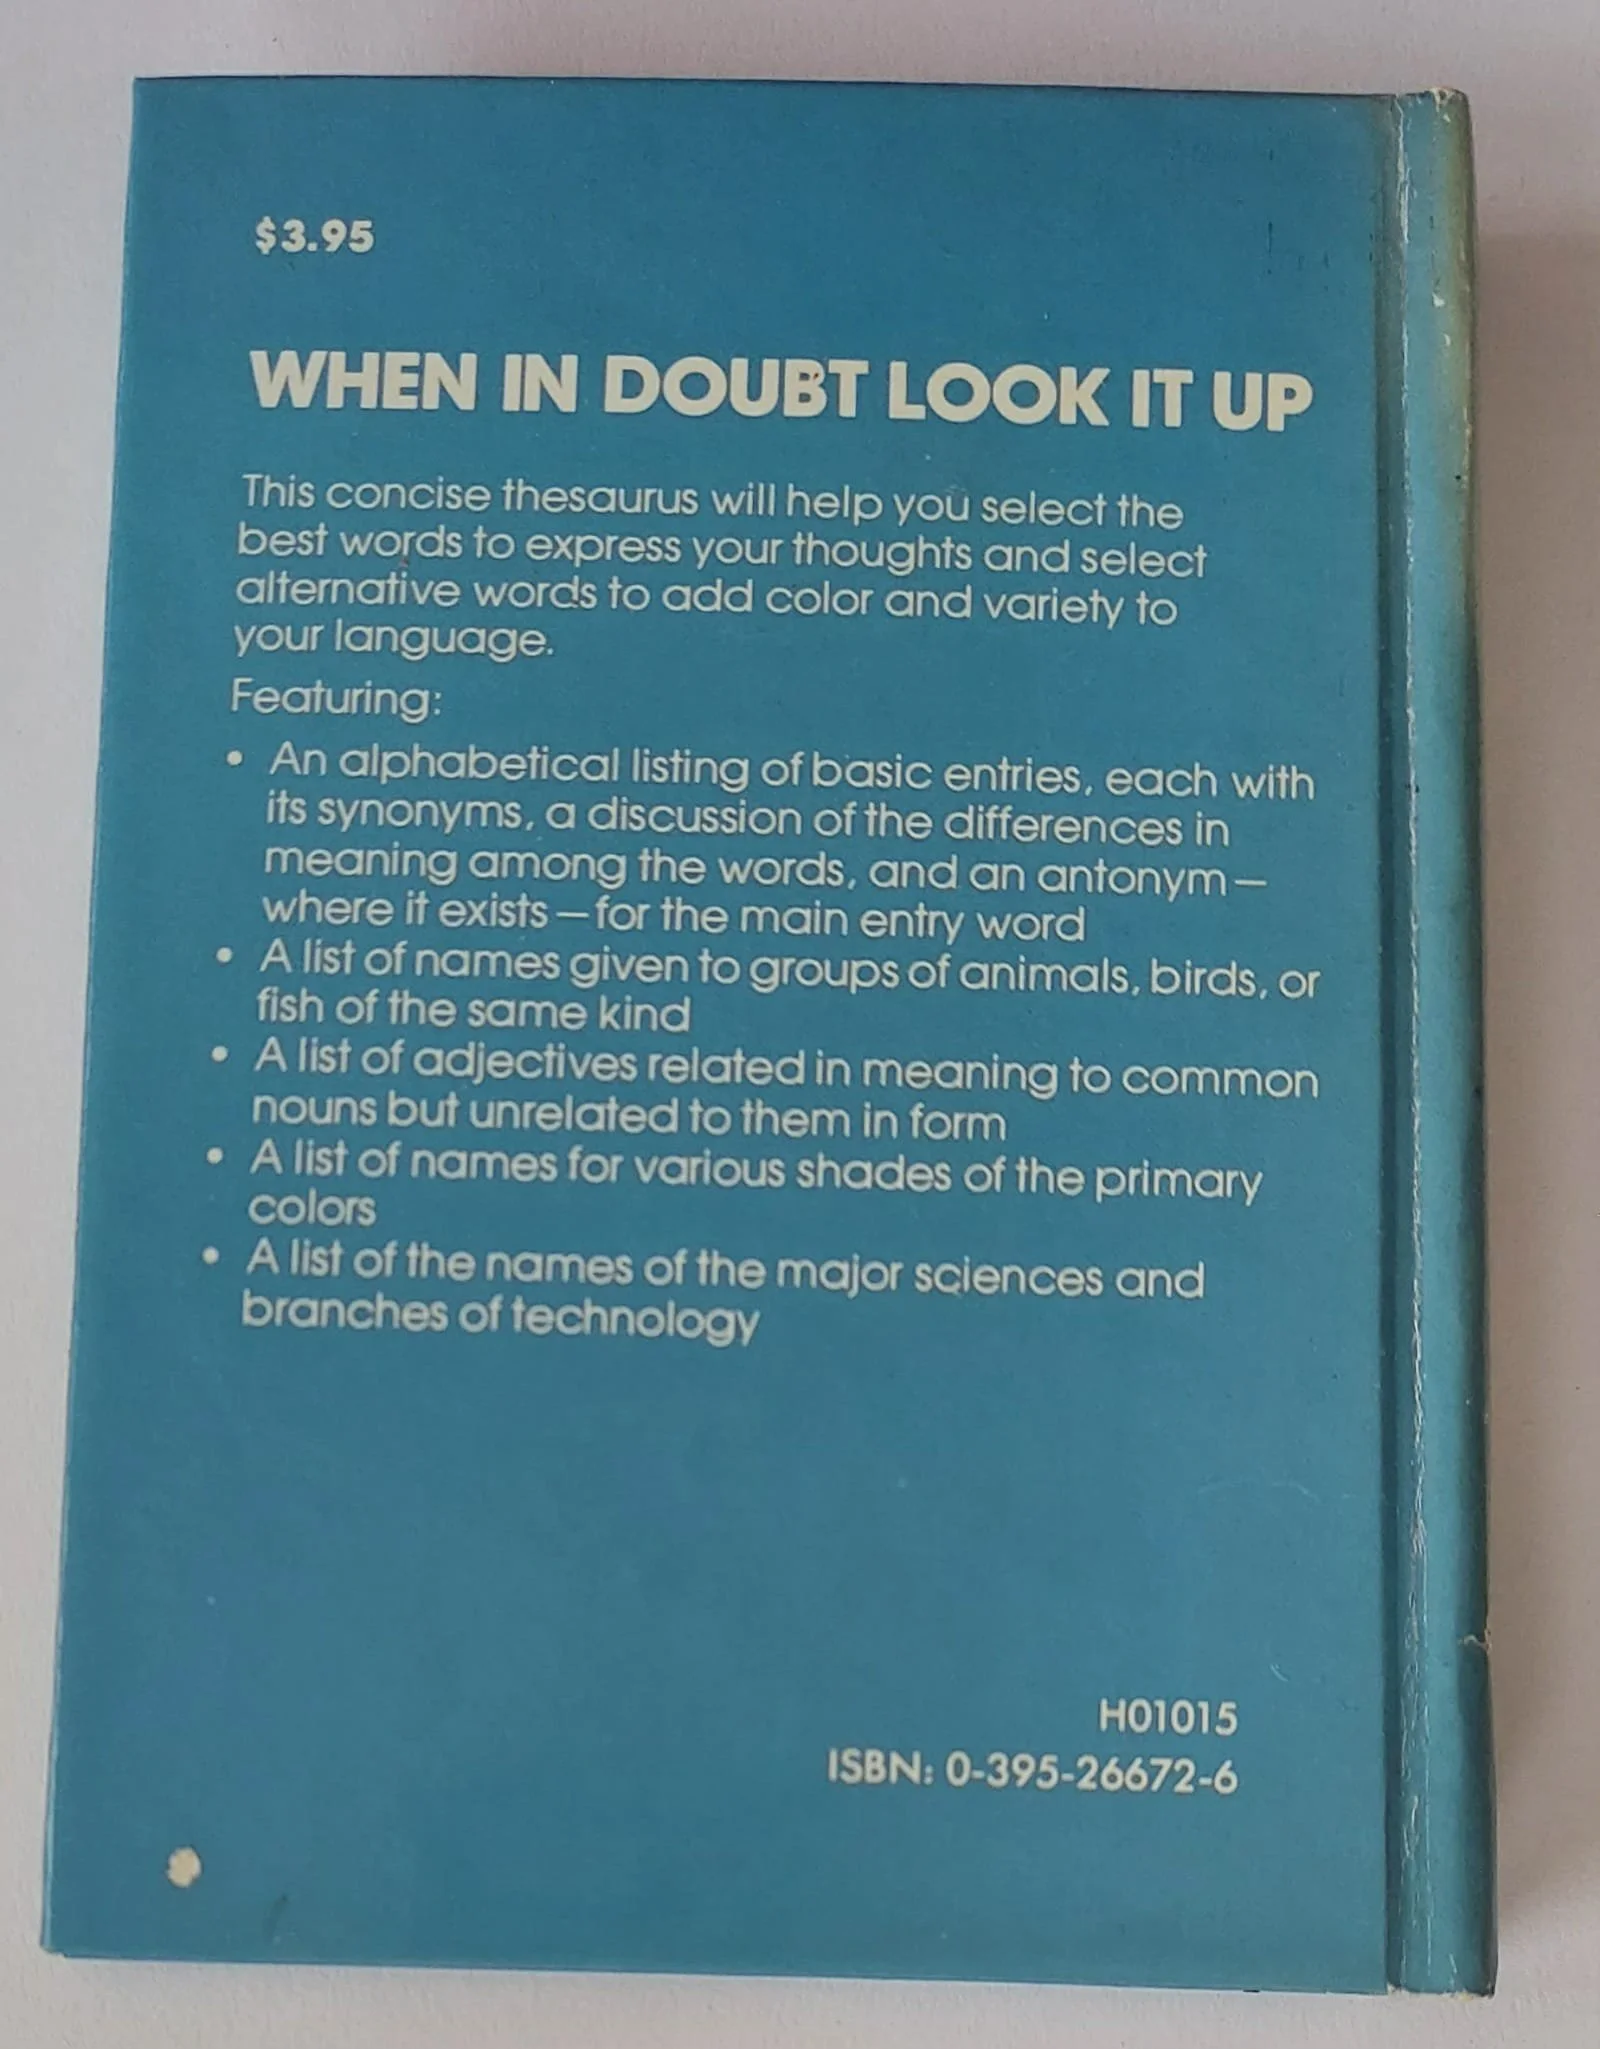 $3.95
WHEN IN DOUBT LOOK IT UP
This concise thesaurus will help you select the
best words to express your thoughts and select
alternative words to add color and variety to
your language.
Featuring:
• An alphabetical listing of basic entries, each with
its synonyms, a discussion of the differences in
meaning among the words, and an antonym—
where it exists—for the main entry word
• A list of names given to groups of animals, birds, or
fish of the same kind
• A list of adjectives related in meaning to common
nouns but unrelated to them in form
• A list of names for various shades of the primary
colors
• A list of the names of the major sciences and
branches of technology
H01015
ISBN: 0-395-26672-6